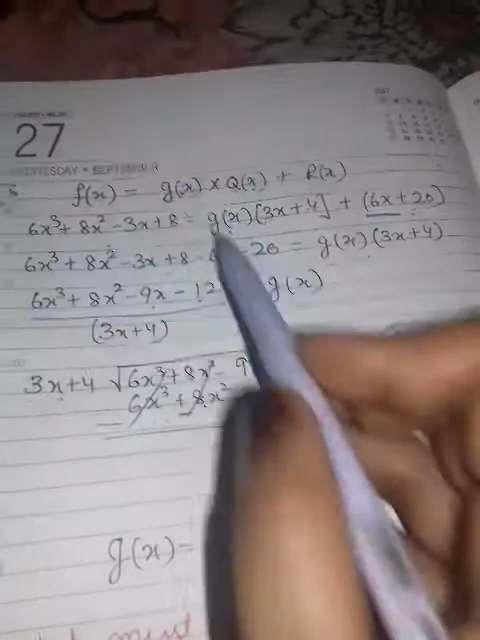 27
WEDNESDAY • SEPTEMBER
f(x) = g(x) × Q(x) + R(x)
6x³ + 8x² - 3x + 8 = g(x) [3x + 4] + (6x + 20)
6x³ + 8x² - 3x + 8 - 20 = g(x) (3x + 4)
6x³ + 8x² - 9x - 12 g(x)
(3x + 4)
3x + 4 √6x³ + 8x² - 9
6x³ + 8x²
g(x) =